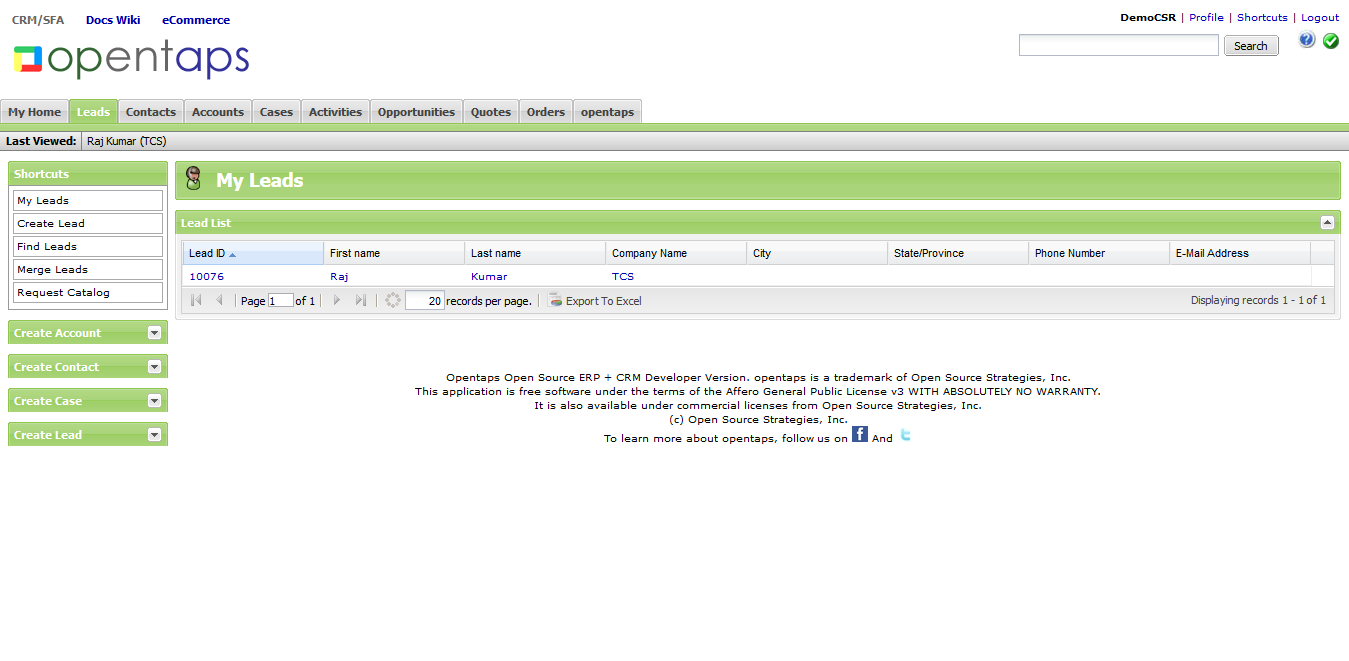 CRM/SFA Docs Wiki eCommerce
DemoCSR | Profile | Shortcuts | Logout
opentaps
Search
My Home Leads Contacts Accounts Cases Activities Opportunities Quotes Orders opentaps
Last Viewed: Raj Kumar (TCS)
Shortcuts
My Leads
Create Lead
Find Leads
Merge Leads
Request Catalog
Create Account
Create Contact
Create Case
Create Lead
My Leads
Lead List
Lead ID First name Last name Company Name City State/Province Phone Number E-Mail Address
10076 Raj Kumar TCS
Page 1 of 1 20 records per page. Export To Excel Displaying records 1 - 1 of 1
Opentaps Open Source ERP + CRM Developer Version. opentaps is a trademark of Open Source Strategies, Inc.
This application is free software under the terms of the Affero General Public License v3 WITH ABSOLUTELY NO WARRANTY.
It is also available under commercial licenses from Open Source Strategies, Inc.
(c) Open Source Strategies, Inc.
To learn more about opentaps, follow us on f And t